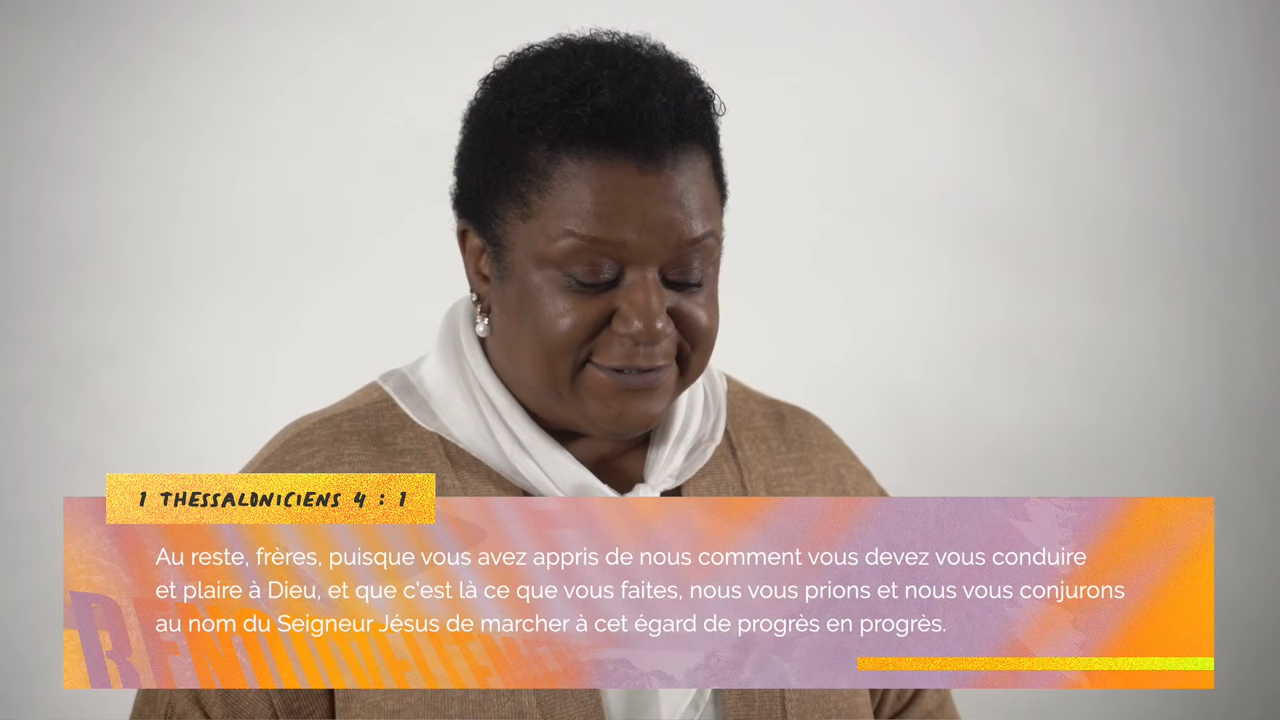 1 THESSALONICIENS 4 : 1
Au reste, frères, puisque vous avez appris de nous comment vous devez vous conduire
et plaire à Dieu, et que c'est là ce que vous faites, nous vous prions et nous vous conjurons
au nom du Seigneur Jésus de marcher à cet égard de progrès en progrès.